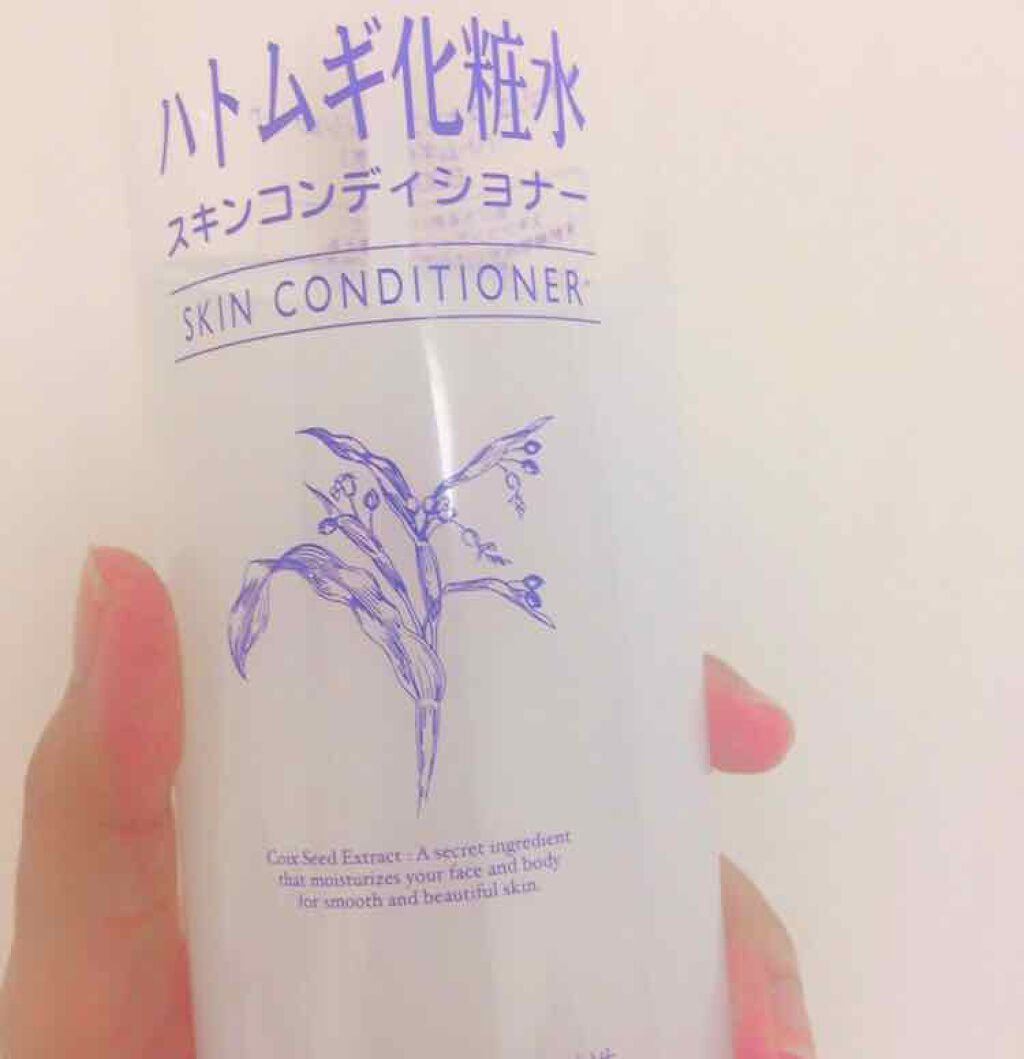 ハトムギ化粧水
スキンコンディショナー
SKIN CONDITIONER
Coix Seed Extract : A secret ingredient
that moisturizes your face and body
for smooth and beautiful skin.